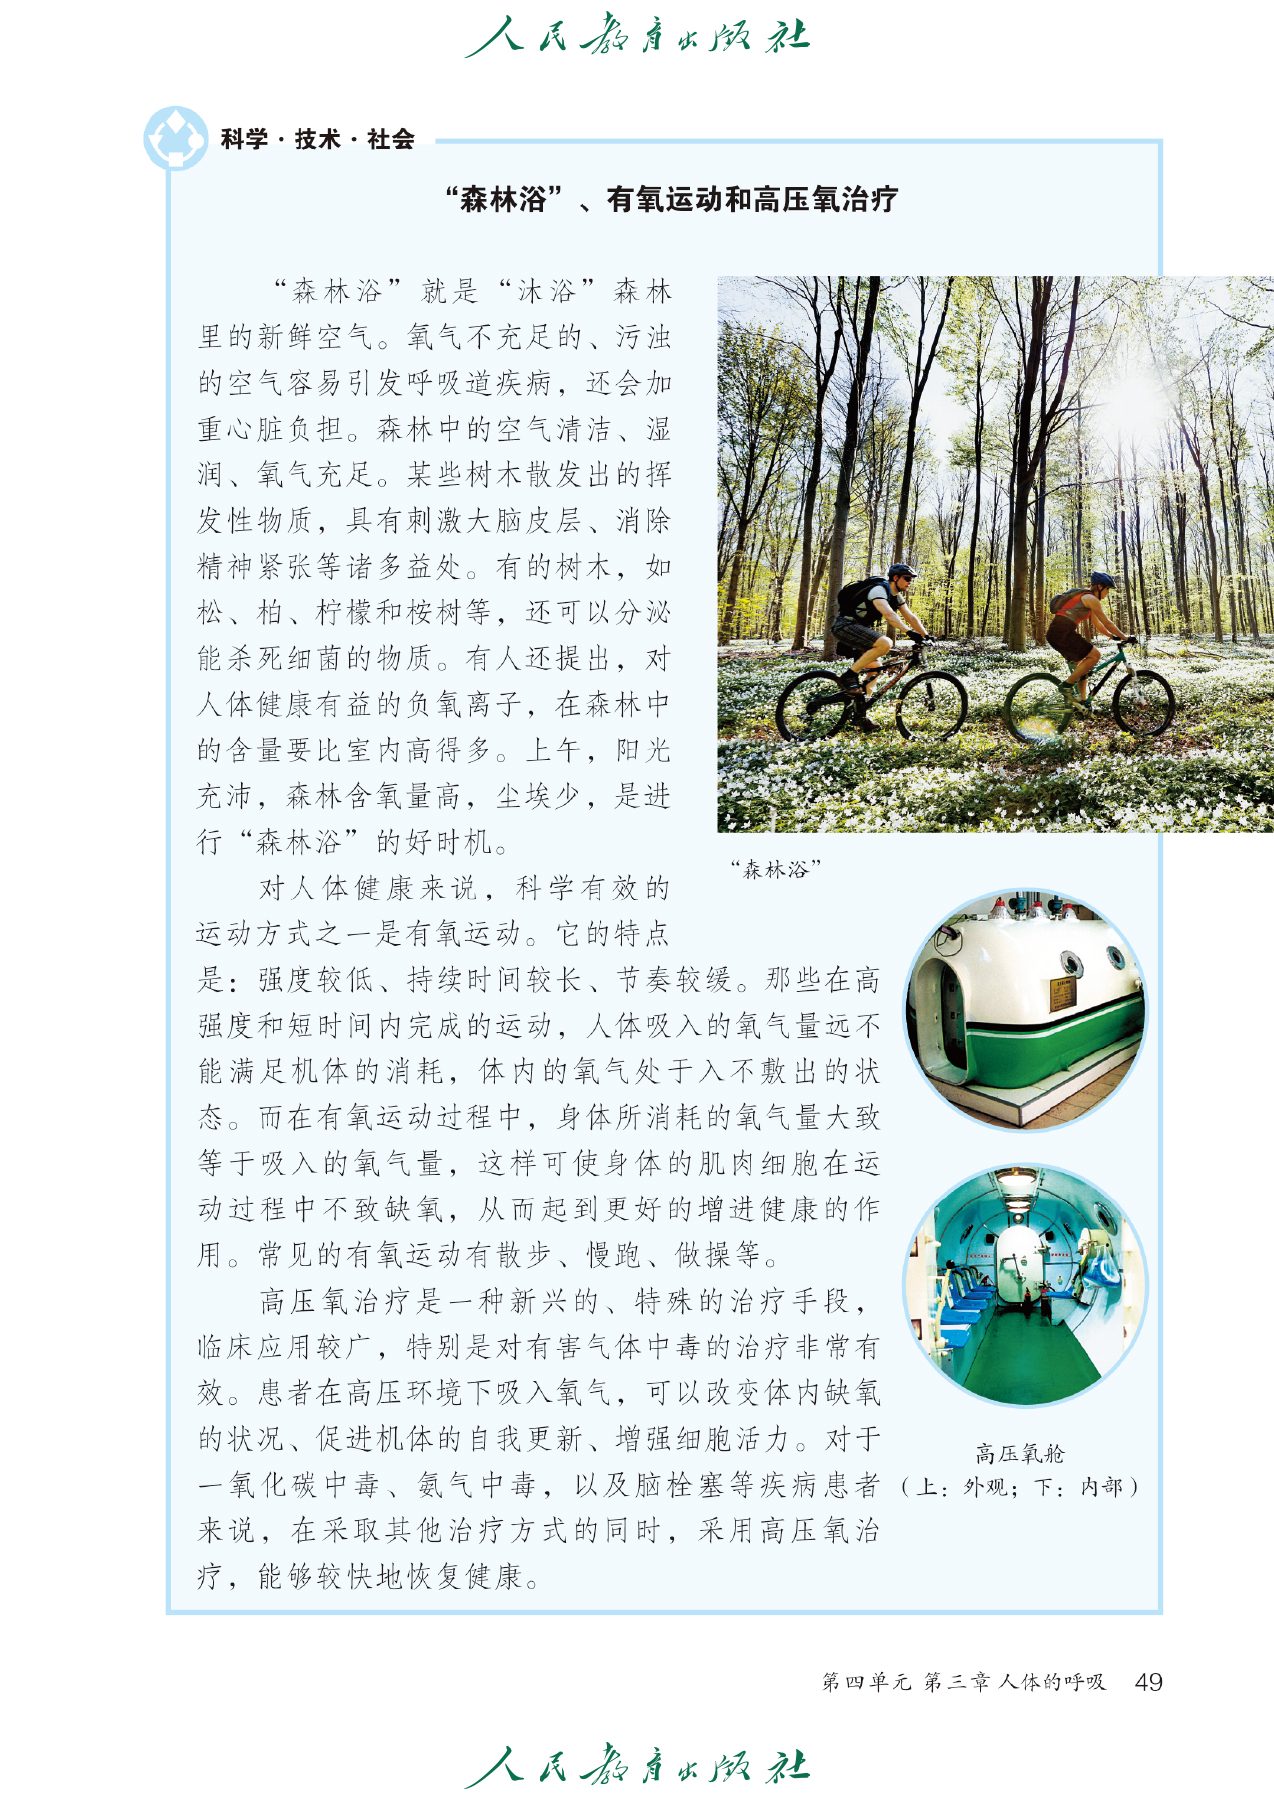 人民教育出版社
科学·技术·社会
“森林浴”、有氧运动和高压氧治疗
“森林浴”就是“沐浴”森林
里的新鲜空气。氧气不充足的、污浊
的空气容易引发呼吸道疾病，还会加
重心脏负担。森林中的空气清洁、湿
润、氧气充足。某些树木散发出的挥
发性物质，具有刺激大脑皮层、消除
精神紧张等诸多益处。有的树木，如
松、柏、柠檬和桉树等，还可以分泌
能杀死细菌的物质。有人还提出，对
人体健康有益的负氧离子，在森林中
的含量要比室内高得多。上午，阳光
充沛，森林含氧量高，尘埃少，是进
行“森林浴”的好时机。
“森林浴”
对人体健康来说，科学有效的
运动方式之一是有氧运动。它的特点
是：强度较低、持续时间较长、节奏较缓。那些在高
强度和短时间内完成的运动，人体吸入的氧气量远不
能满足机体的消耗，体内的氧气处于入不敷出的状
态。而在有氧运动过程中，身体所消耗的氧气量大致
等于吸入的氧气量，这样可使身体的肌肉细胞在运
动过程中不致缺氧，从而起到更好的增进健康的作
用。常见的有氧运动有散步、慢跑、做操等。
高压氧治疗是一种新兴的、特殊的治疗手段，
临床应用较广，特别是对有害气体中毒的治疗非常有
效。患者在高压环境下吸入氧气，可以改变体内缺氧
的状况、促进机体的自我更新、增强细胞活力。对于
一氧化碳中毒、氨气中毒，以及脑栓塞等疾病患者
来说，在采取其他治疗方式的同时，采用高压氧治
疗，能够较快地恢复健康。
高压氧舱
（上：外观；下：内部）
第四单元 第三章 人体的呼吸 49
人民教育出版社